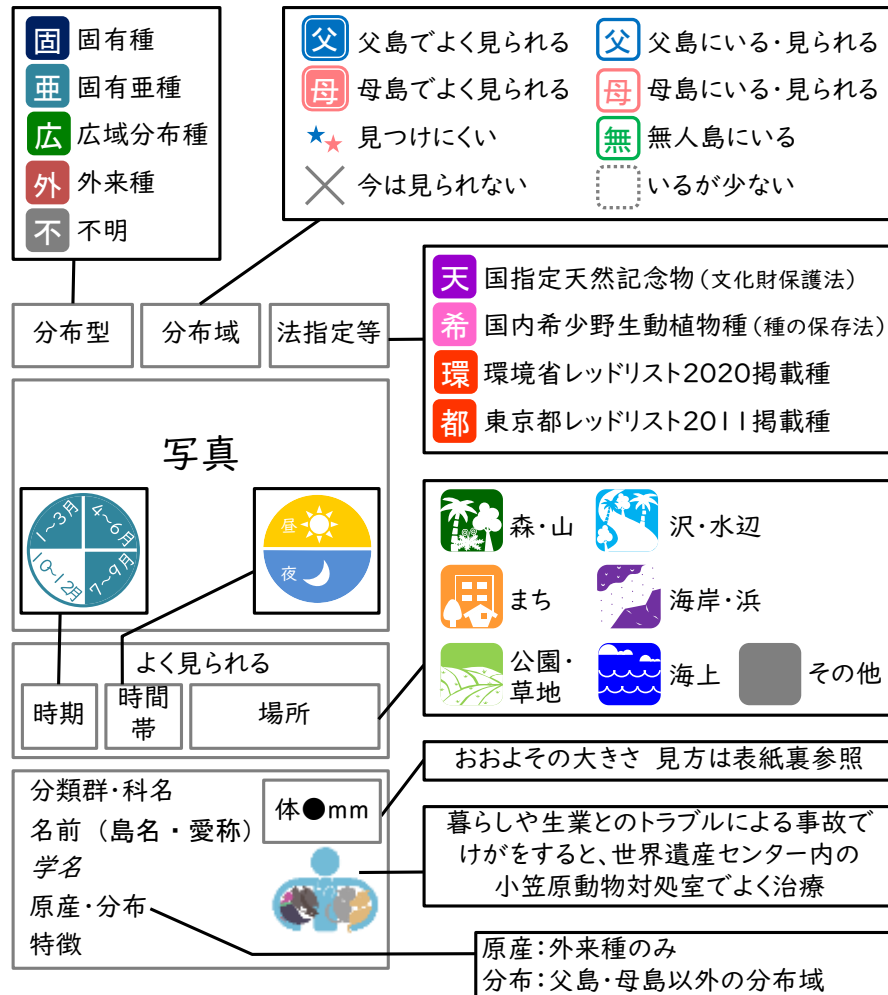 固 固有種
亜 固有亜種
広 広域分布種
外 外来種
不 不明
父 父島でよく見られる
父 父島にいる・見られる
母 母島でよく見られる
母 母島にいる・見られる
見つけにくい
無 無人島にいる
今は見られない
いるが少ない
分布型
分布域
法指定等
天 国指定天然記念物(文化財保護法)
希 国内希少野生動植物種(種の保存法)
環 環境省レッドリスト2020掲載種
都 東京都レッドリスト2011掲載種
写真
1~3月
4~6月
7~9月
10~12月
昼
夜
よく見られる
時期
時間
帯
場所
森・山
沢・水辺
まち
海岸・浜
公園・
草地
海上
その他
分類群・科名
名前(島名・愛称)
学名
原産・分布
特徴
体●mm
おおよその大きさ 見方は表紙裏参照
暮らしや生業とのトラブルによる事故で
けがをすると、世界遺産センター内の
小笠原動物対処室でよく治療
原産:外来種のみ
分布:父島・母島以外の分布域